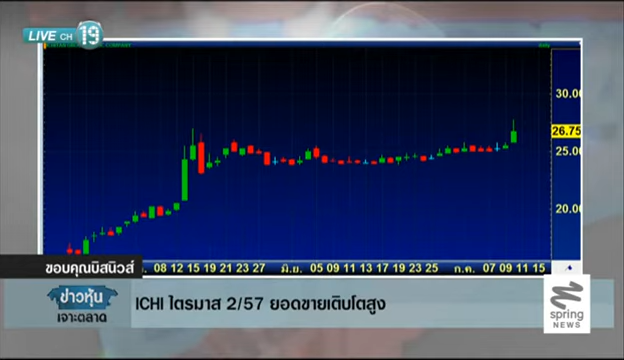 LIVE CH 19
30.00
26.75
25.00
20.00
08 12 15 19 21 23 27 มิ.ย. 05 09 11 13 17 19 23 25 ก.ค. 07 09 11 15
ขอบคุณบิสนิวส์
ข่าวหุ้น
เจาะตลาด
ICHI ไตรมาส 2/57 ยอดขายเติบโตสูง
spring
NEWS